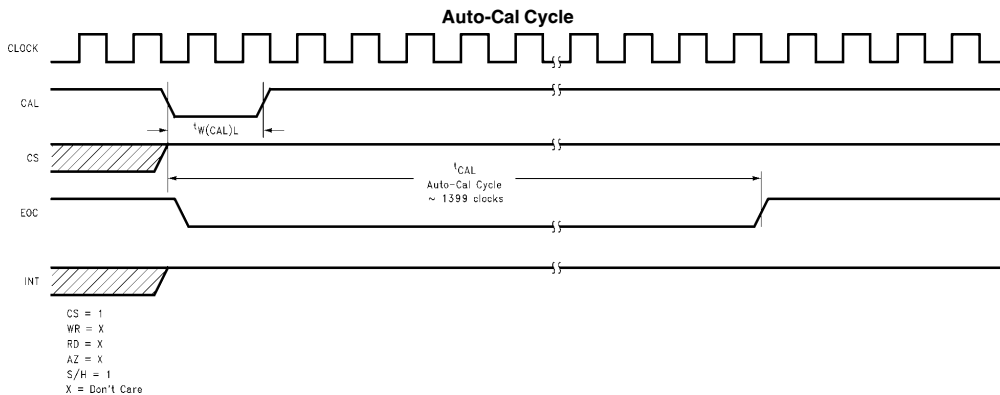 Auto-Cal Cycle
CLOCK
CAL
tW(CAL)L
CS
tCAL
Auto-Cal Cycle
~ 1399 clocks
EOC
INT
CS = 1
WR = X
RD = X
AZ = X
S/H = 1
X = Don't Care